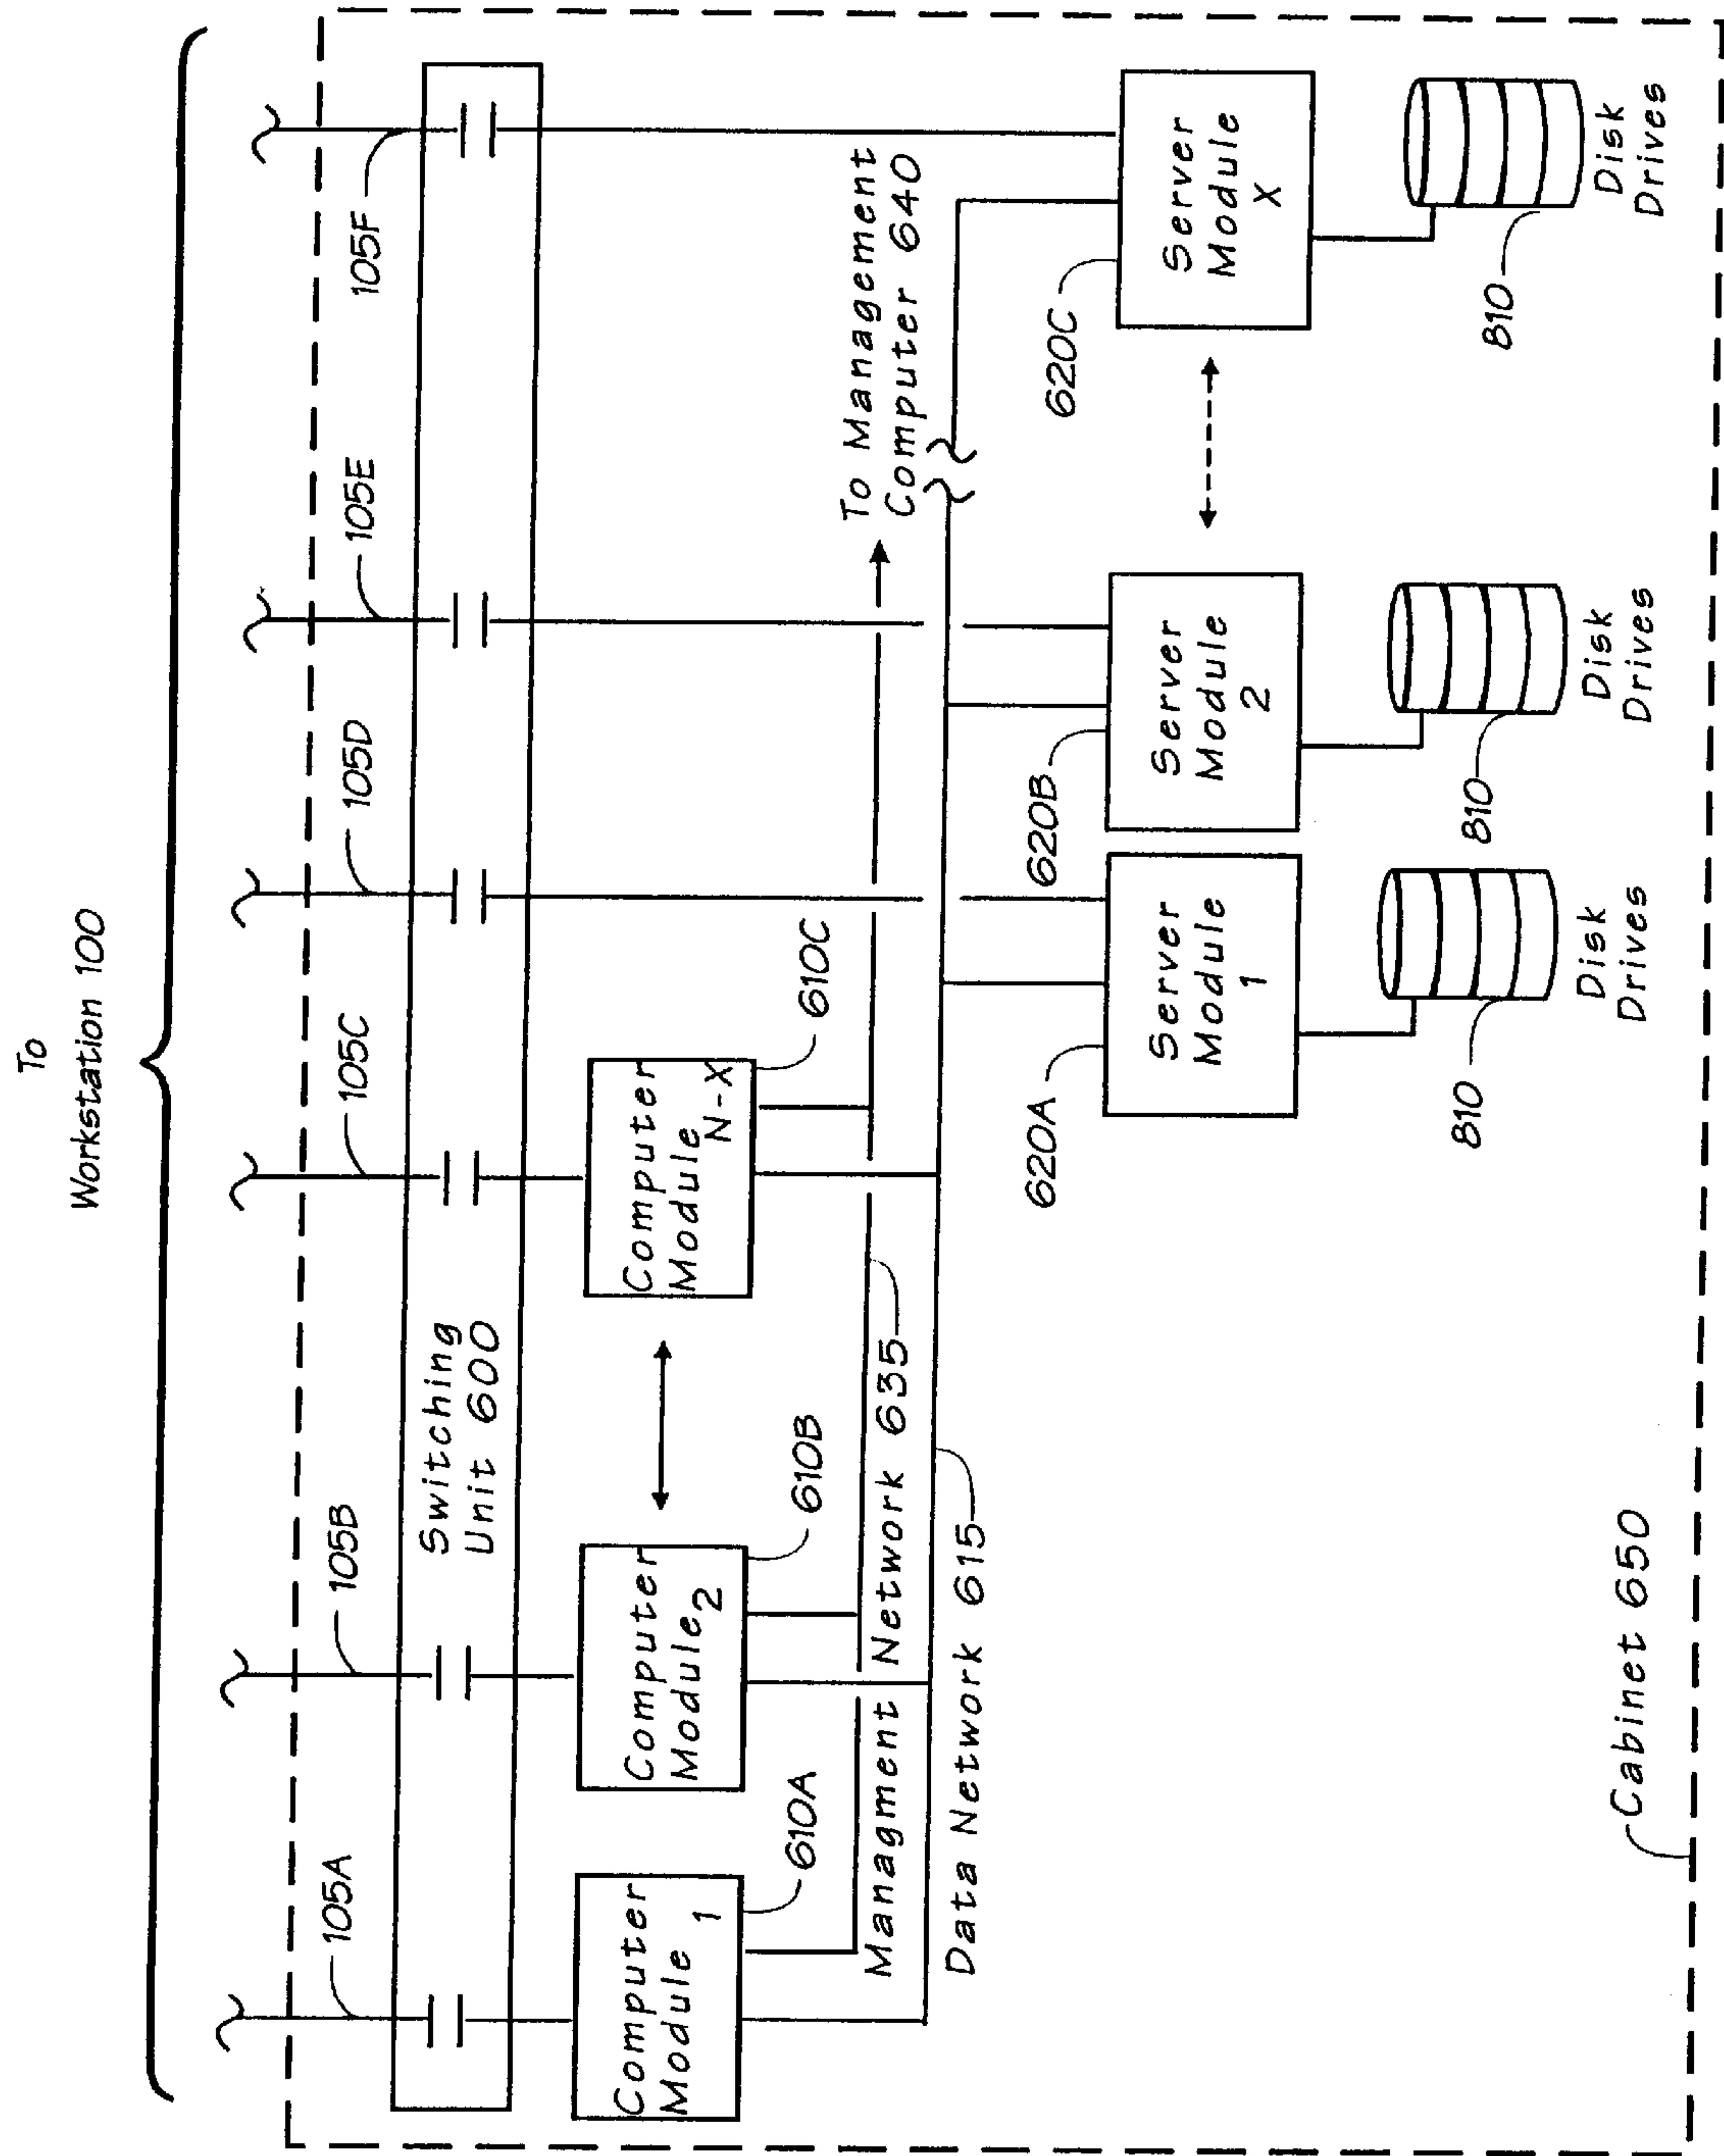 To
Workstation 100
105A
105B
105C
105D
105E
105F
Switching
Unit 600
Computer
Module 1
610A
Computer
Module 2
610B
Computer
Module N-X
610C
To Management
Computer 640
Managment Network 635
Data Network 615
620A
Server
Module
1
620B
Server
Module
2
620C
Server
Module
X
810
Disk
Drives
810
Disk
Drives
810
Disk
Drives
Cabinet 650